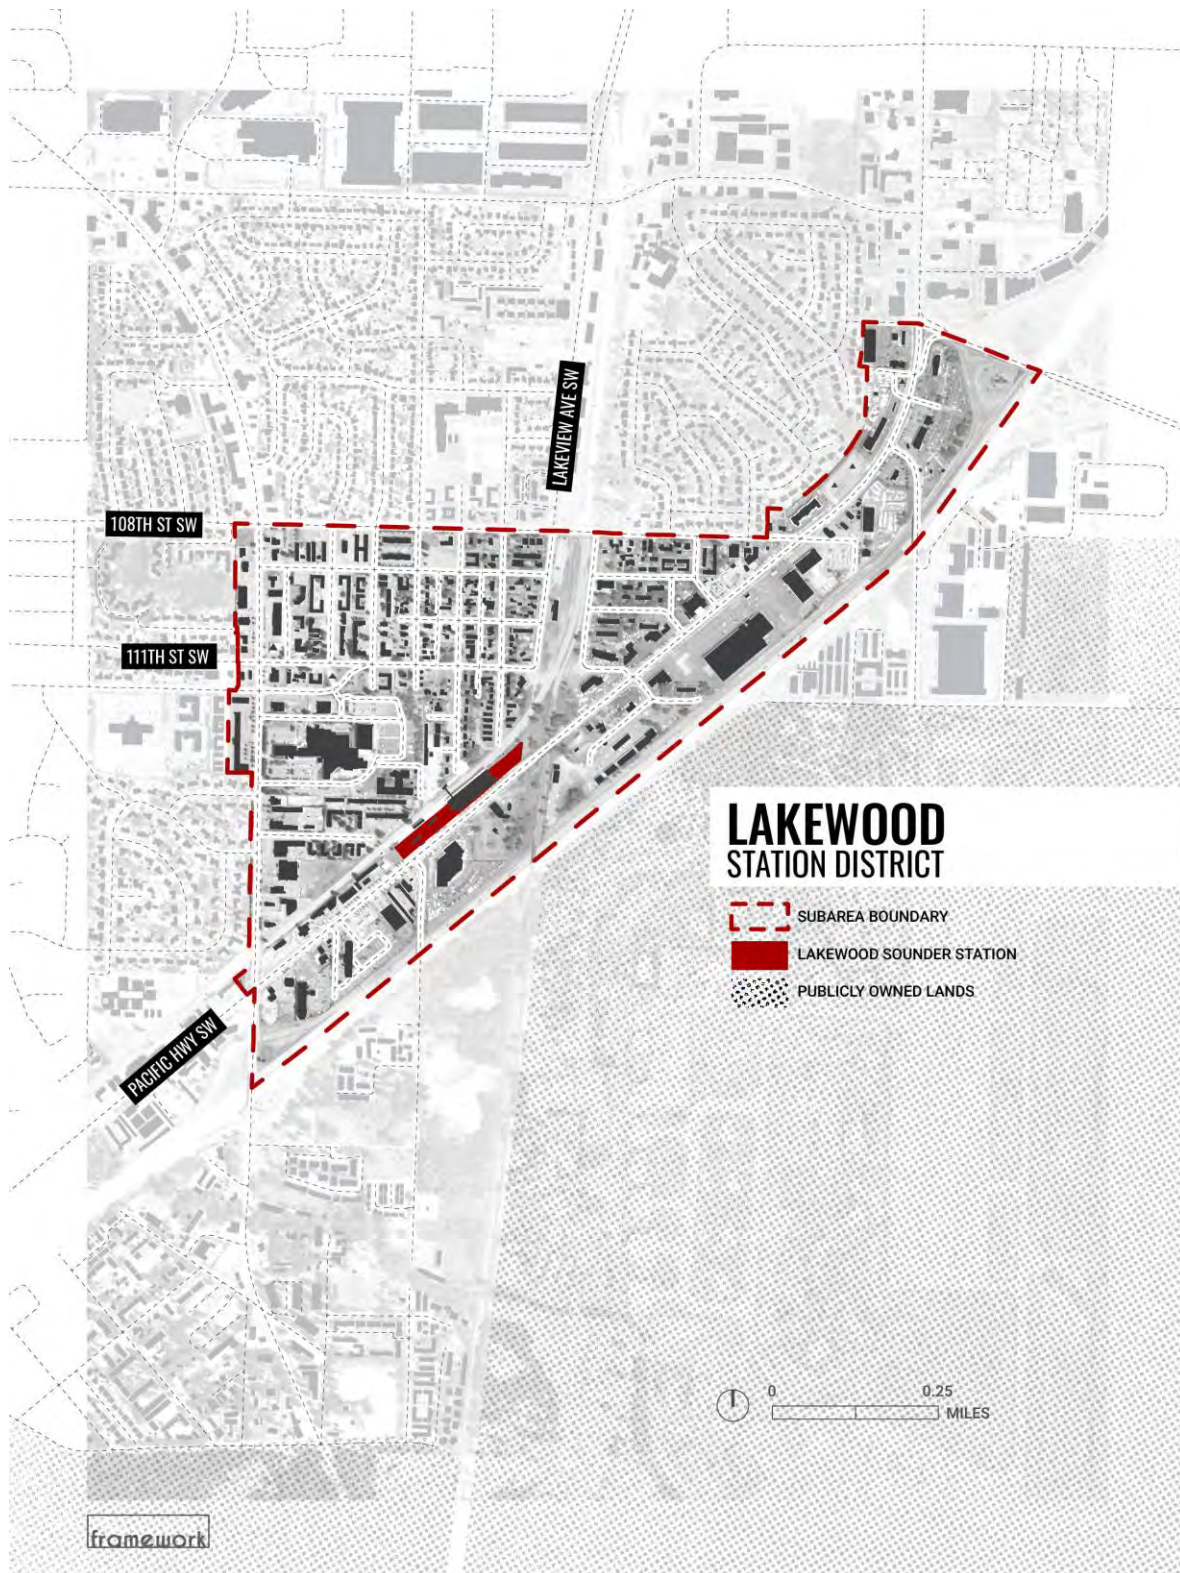 LAKEVIEW AVE SW
108TH ST SW
111TH ST SW
LAKEWOOD
STATION DISTRICT
SUBAREA BOUNDARY
LAKEWOOD SOUNDER STATION
PUBLICLY OWNED LANDS
PACIFIC HWY SW
0 0.25
MILES
framework